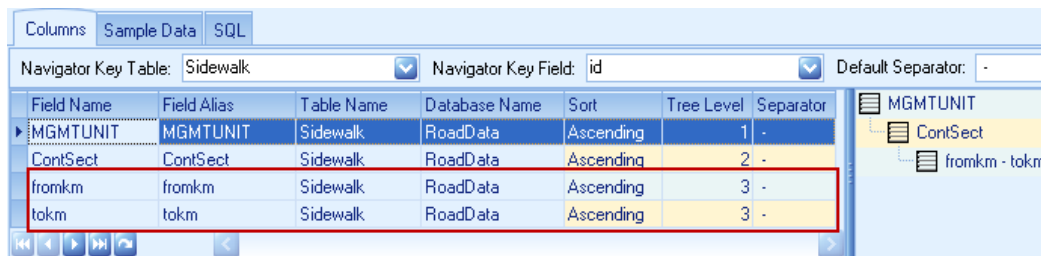 Columns Sample Data SQL
Navigator Key Table: Sidewalk Navigator Key Field: id Default Separator: -
Field Name Field Alias Table Name Database Name Sort Tree Level Separator
MGMTUNIT MGMTUNIT Sidewalk RoadData Ascending 1 -
ContSect ContSect Sidewalk RoadData Ascending 2 -
fromkm fromkm Sidewalk RoadData Ascending 3 -
tokm tokm Sidewalk RoadData Ascending 3 -
MGMTUNIT
ContSect
fromkm - tokm